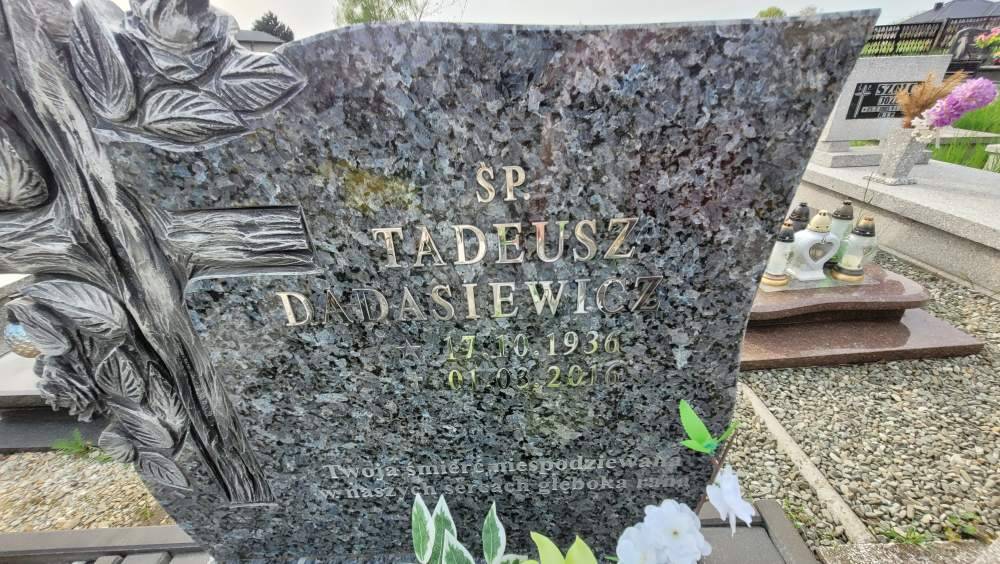 ŚP.
TADEUSZ
DADASIEWICZ
17.10.1936
01.03.2016
Twoja śmierć niespodziewana
w naszych sercach głęboka rana